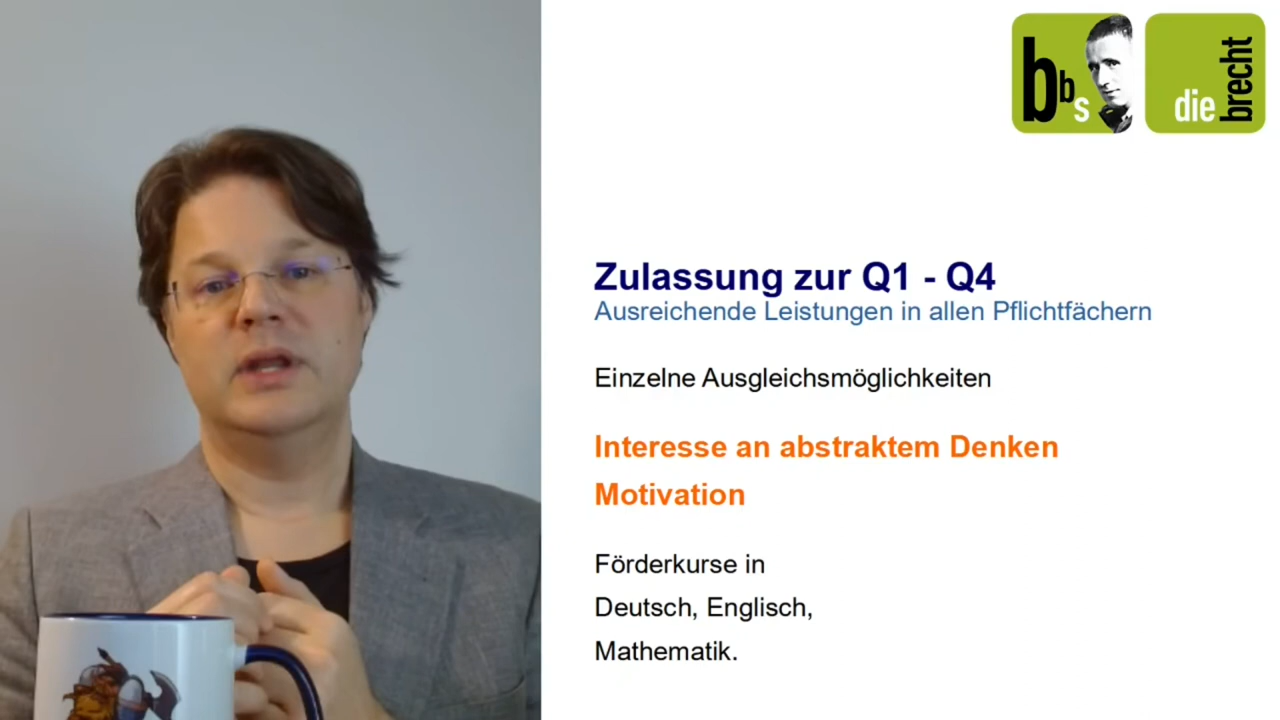 bbs
die brecht
Zulassung zur Q1 - Q4
Ausreichende Leistungen in allen Pflichtfächern
Einzelne Ausgleichsmöglichkeiten
Interesse an abstraktem Denken
Motivation
Förderkurse in
Deutsch, Englisch,
Mathematik.